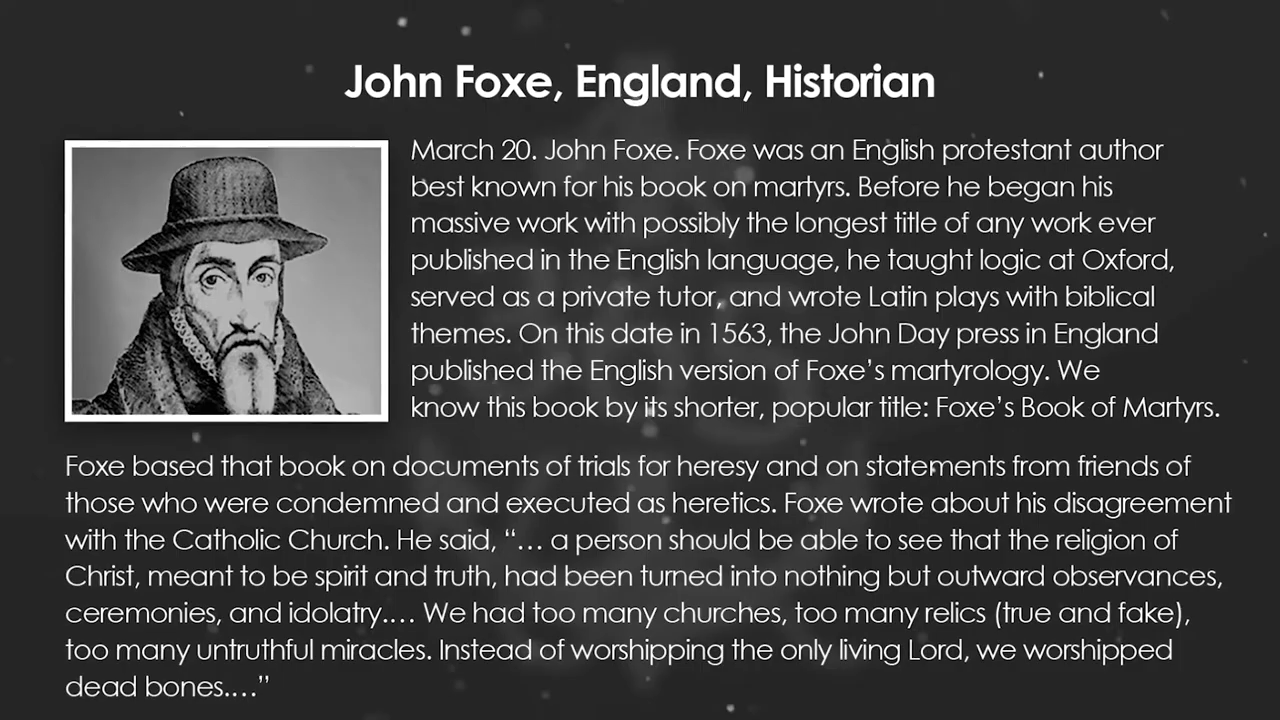 John Foxe, England, Historian
March 20. John Foxe. Foxe was an English protestant author
best known for his book on martyrs. Before he began his
massive work with possibly the longest title of any work ever
published in the English language, he taught logic at Oxford,
served as a private tutor, and wrote Latin plays with biblical
themes. On this date in 1563, the John Day press in England
published the English version of Foxe’s martyrology. We
know this book by its shorter, popular title: Foxe’s Book of Martyrs.
Foxe based that book on documents of trials for heresy and on statements from friends of
those who were condemned and executed as heretics. Foxe wrote about his disagreement
with the Catholic Church. He said, “… a person should be able to see that the religion of
Christ, meant to be spirit and truth, had been turned into nothing but outward observances,
ceremonies, and idolatry.… We had too many churches, too many relics (true and fake),
too many untruthful miracles. Instead of worshipping the only living Lord, we worshipped
dead bones.…”